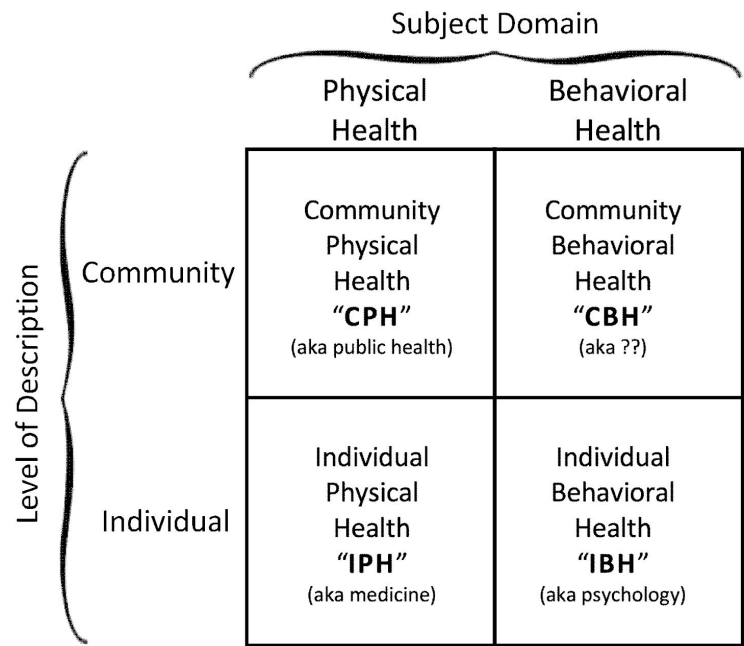 Subject Domain
Physical
Health
Behavioral
Health
Level of Description
Community
Community
Physical
Health
“CPH”
(aka public health)
Community
Behavioral
Health
“CBH”
(aka ??)
Individual
Individual
Physical
Health
“IPH”
(aka medicine)
Individual
Behavioral
Health
“IBH”
(aka psychology)